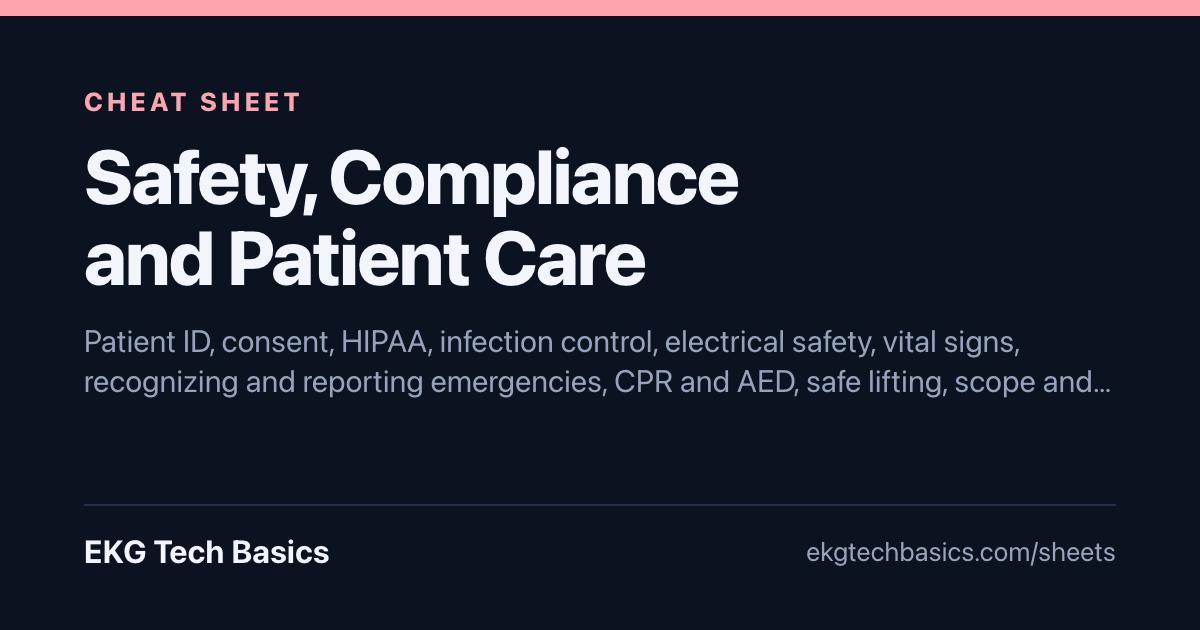 CHEAT SHEET
Safety, Compliance
and Patient Care
Patient ID, consent, HIPAA, infection control, electrical safety, vital signs,
recognizing and reporting emergencies, CPR and AED, safe lifting, scope and...
EKG Tech Basics
ekgtechbasics.com/sheets